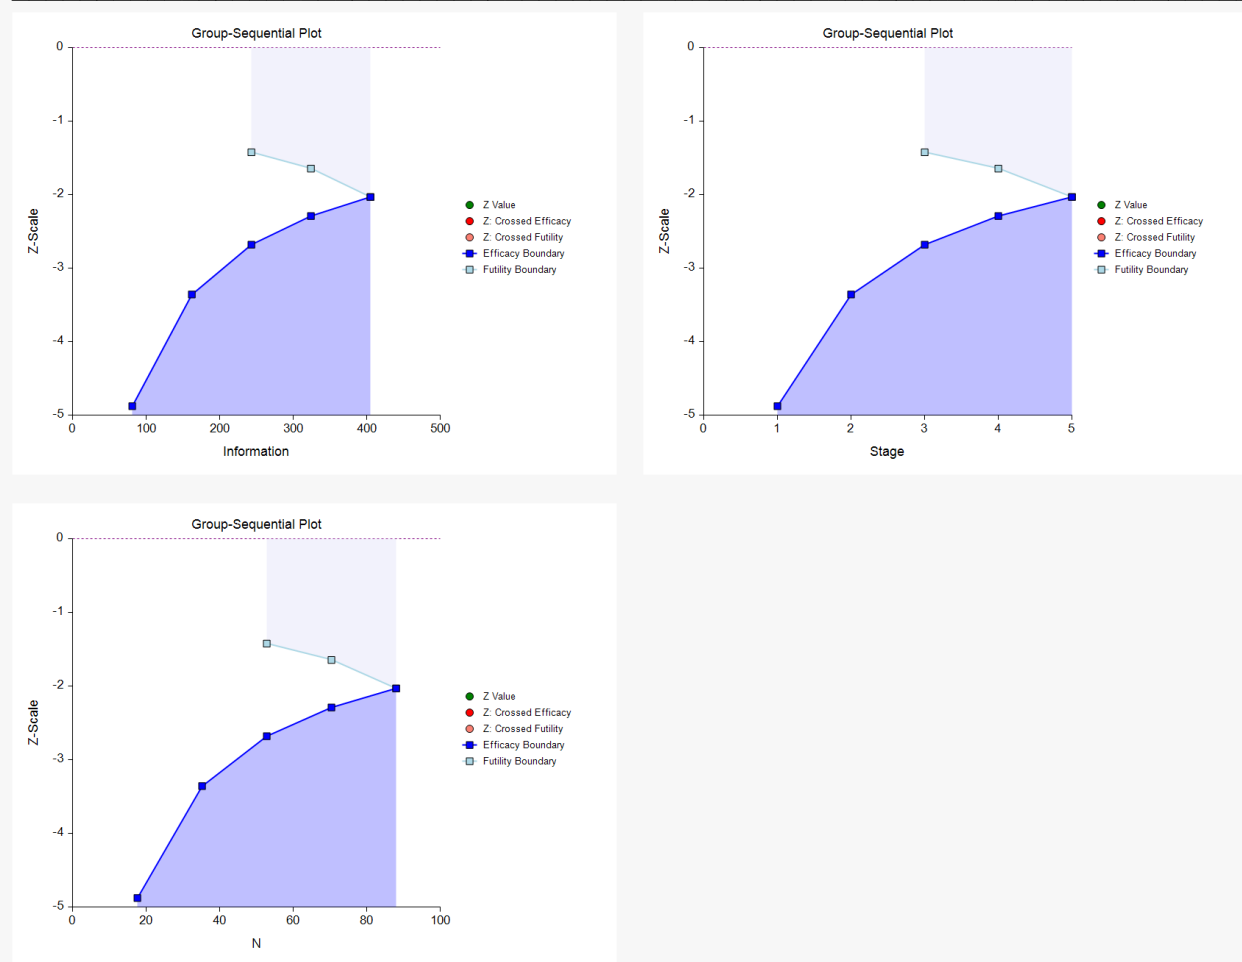 Group-Sequential Plot
0
-1
-2
-3
-4
-5
Z-Scale
0
100
200
300
400
500
Information
Z Value
Z: Crossed Efficacy
Z: Crossed Futility
Efficacy Boundary
Futility Boundary
Group-Sequential Plot
0
-1
-2
-3
-4
-5
Z-Scale
0
1
2
3
4
5
Stage
Z Value
Z: Crossed Efficacy
Z: Crossed Futility
Efficacy Boundary
Futility Boundary
Group-Sequential Plot
0
-1
-2
-3
-4
-5
Z-Scale
0
20
40
60
80
100
N
Z Value
Z: Crossed Efficacy
Z: Crossed Futility
Efficacy Boundary
Futility Boundary